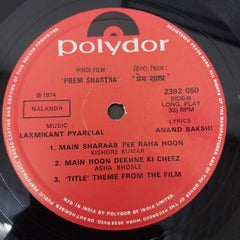 polydor
HINDI FILM:
'PREM SHASTRA'
हिन्दी फिल्म:
"प्रेम शास्त्र"
℗ 1974
NALANDA
2392 050
SIDE-B
LONG. PLAY
33⅓ RPM
MUSIC:
LAXMIKANT PYARELAL
LYRICS
ANAND BAKSHI
1. MAIN SHARAAB PEE RAHA HOON
KISHORE KUMAR
2. MAIN HOON DEKHNE KI CHEEZ
ASHA BHOSLE
3. 'TITLE' THEME FROM THE FILM
MADE IN INDIA BY POLYDOR OF INDIA